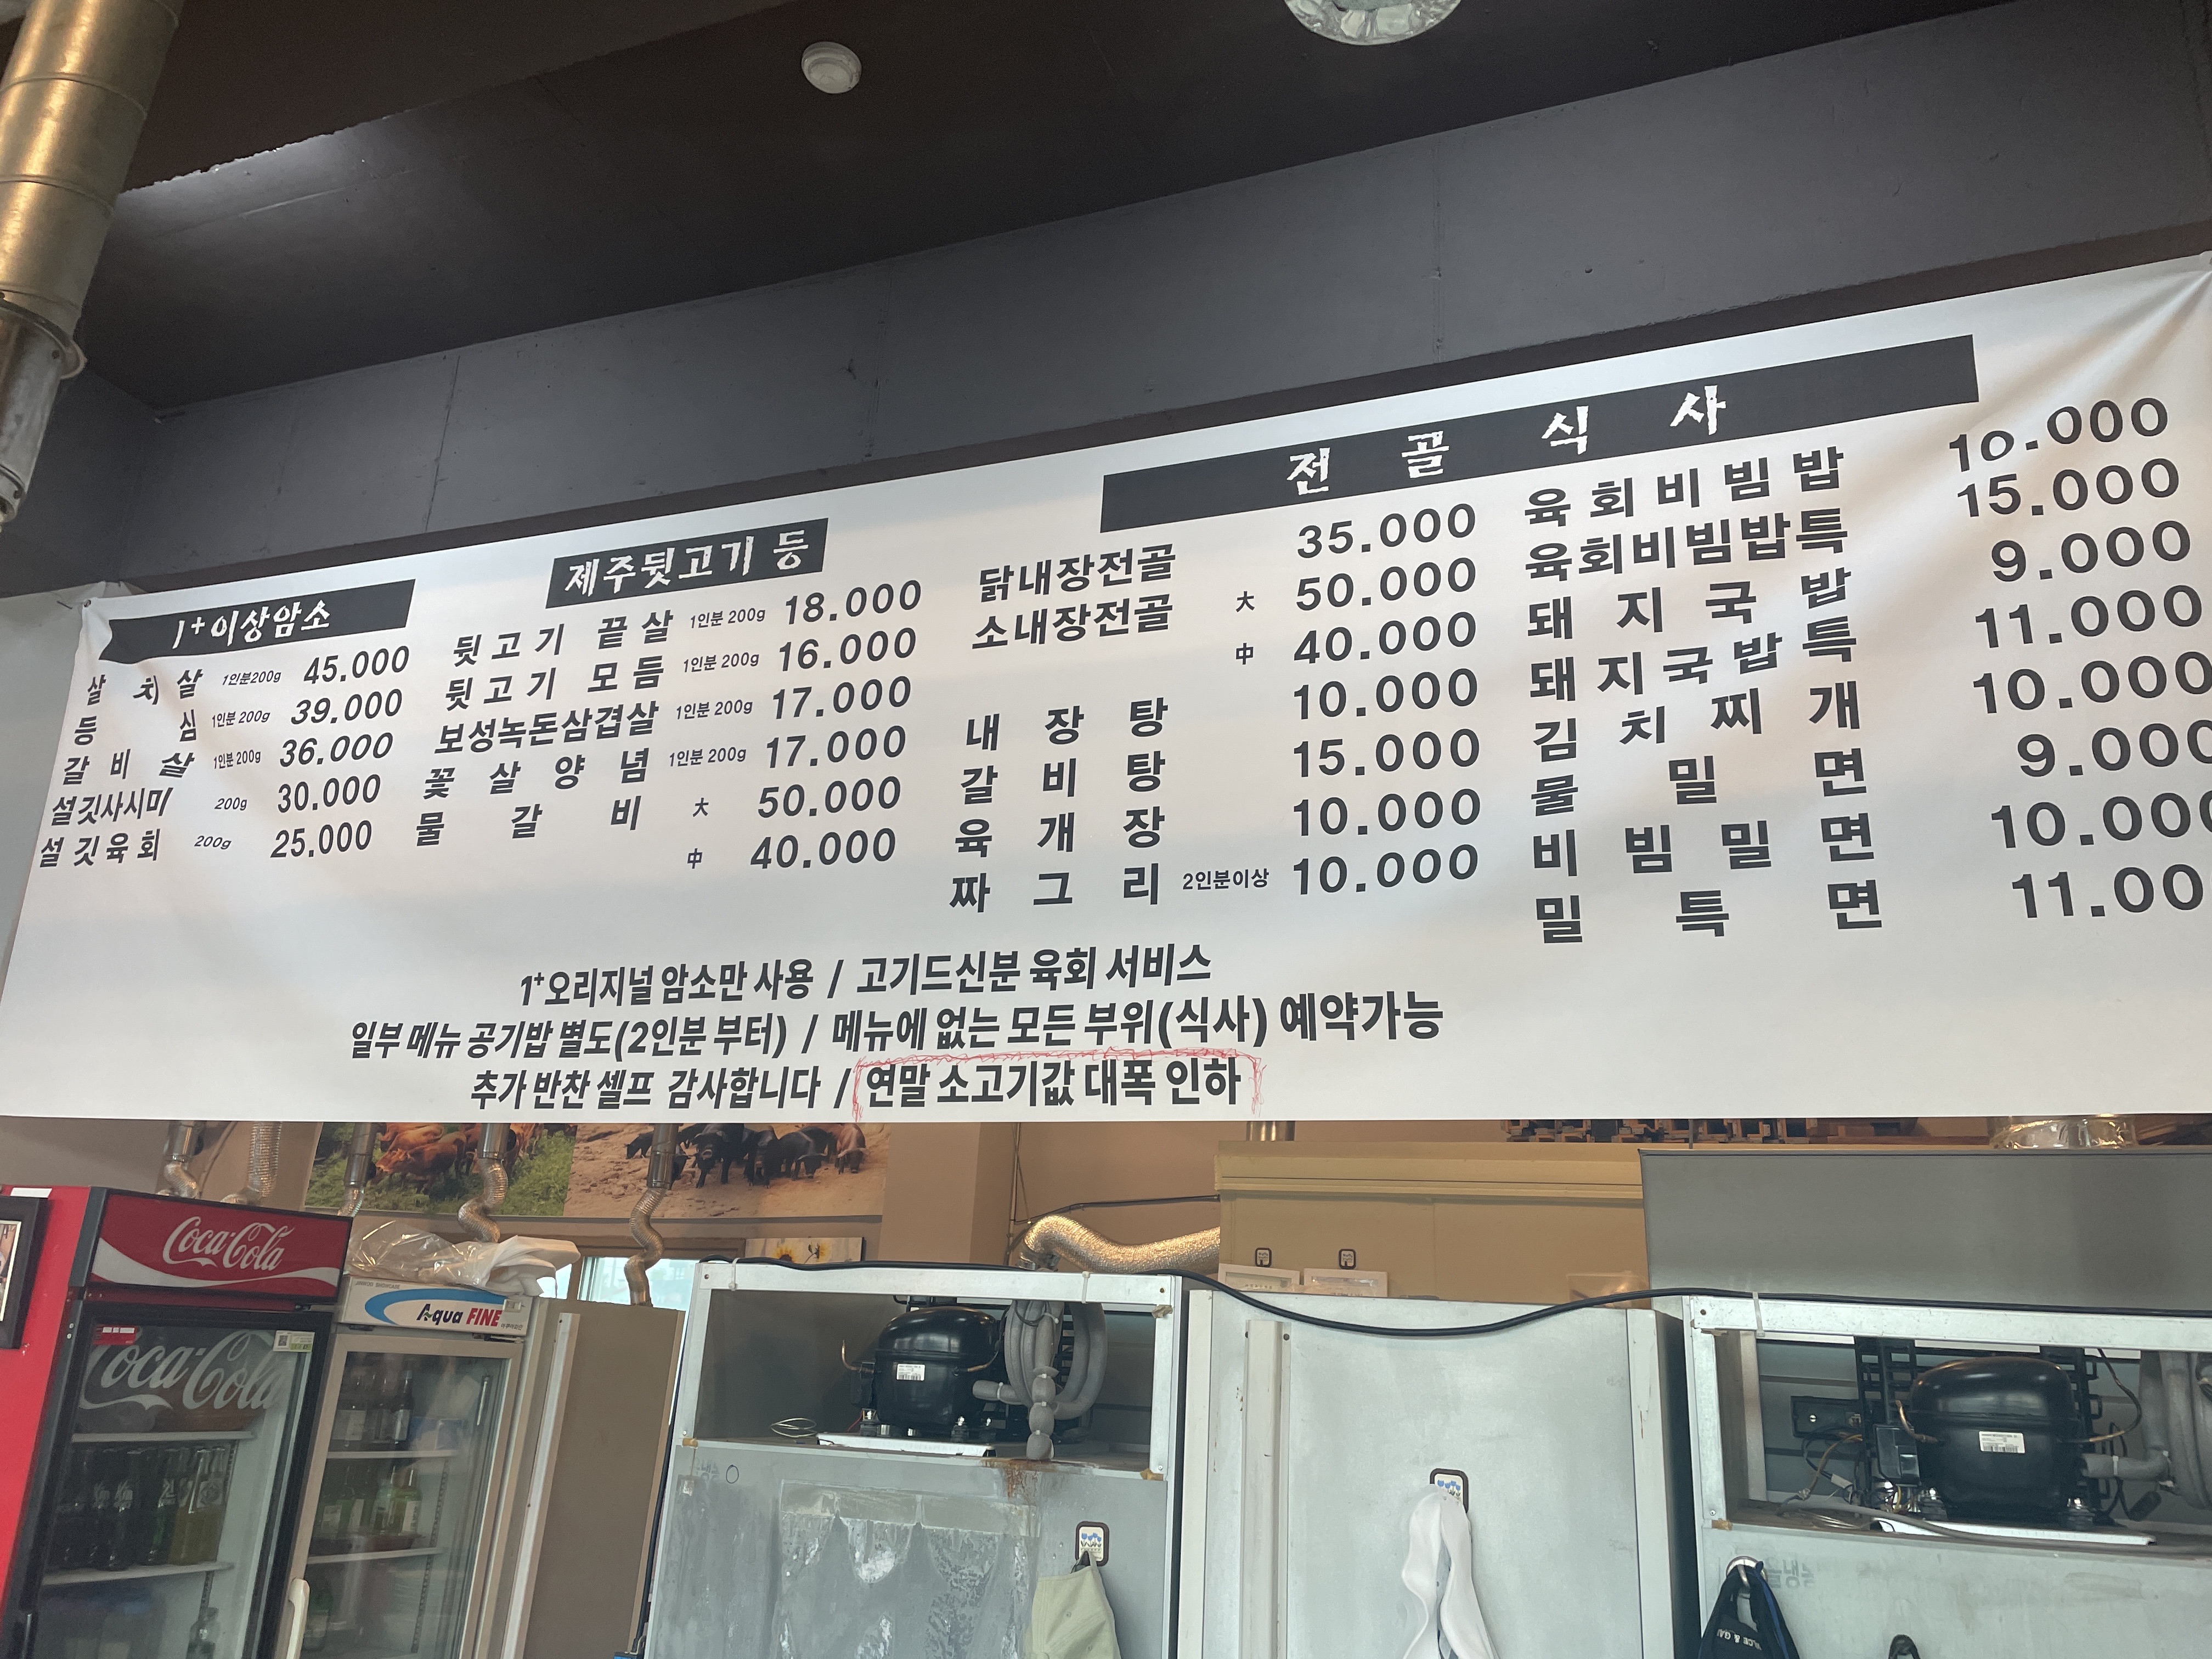 1+이상암소
살치살 1인분200g 45.000
등심 1인분 200g 39.000
갈비살 1인분 200g 36.000
설깃사시미 200g 30.000
설깃육회 200g 25.000
제주뒷고기 등
뒷고기 끝살 1인분 200g 18.000
뒷고기 모듬 1인분 200g 16.000
보성녹돈삼겹살 1인분 200g 17.000
꽃살양념 1인분 200g 17.000
물갈비 大 50.000
中 40.000
전골 식사
닭내장전골 35.000
소내장전골 大 50.000
中 40.000
내장탕 10.000
갈비탕 15.000
육개장 10.000
짜그리 2인분이상 10.000
육회비빔밥 10.000
육회비빔밥특 15.000
돼지국밥 9.000
돼지국밥특 11.000
김치찌개 10.000
물밀면 9.000
비빔밀면 10.000
밀특면 11.00
1+오리지널 암소만 사용 / 고기드신분 육회 서비스
일부 메뉴 공기밥 별도(2인분 부터) / 메뉴에 없는 모든 부위(식사) 예약가능
추가 반찬 셀프 감사합니다 / 연말 소고기값 대폭 인하
Coca-Cola
Coca-Cola
Aqua FINE